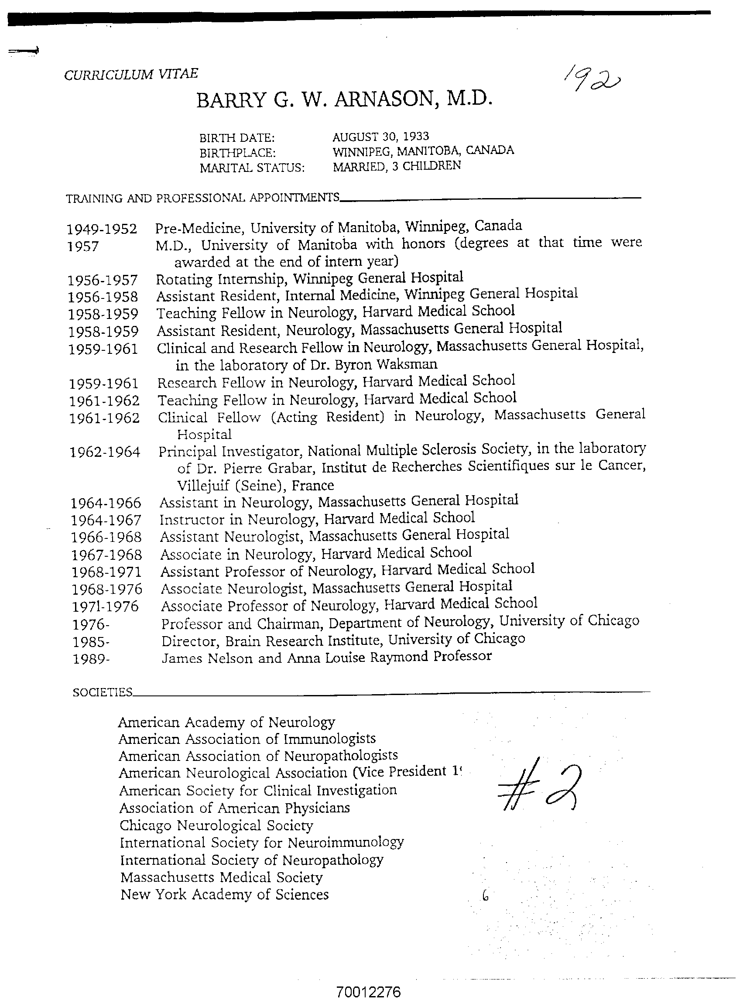 192
CURRICULUM VITAE
BARRY G. W. ARNASON, M.D.
BIRTH DATE: AUGUST 30, 1933
BIRTHPLACE: WINNIPEG, MANITOBA, CANADA
MARITAL STATUS: MARRIED, 3 CHILDREN
TRAINING AND PROFESSIONAL APPOINTMENTS
1949-1952 Pre-Medicine, University of Manitoba, Winnipeg, Canada
1957 M.D., University of Manitoba with honors (degrees at that time were
awarded at the end of intern year)
1956-1957 Rotating Internship, Winnipeg General Hospital
1956-1958 Assistant Resident, Internal Medicine, Winnipeg General Hospital
1958-1959 Teaching Fellow in Neurology, Harvard Medical School
1958-1959 Assistant Resident, Neurology, Massachusetts General Hospital
1959-1961 Clinical and Research Fellow in Neurology, Massachusetts General Hospital,
in the laboratory of Dr. Byron Waksman
1959-1961 Research Fellow in Neurology, Harvard Medical School
1961-1962 Teaching Fellow in Neurology, Harvard Medical School
1961-1962 Clinical Fellow (Acting Resident) in Neurology, Massachusetts General
Hospital
1962-1964 Principal Investigator, National Multiple Sclerosis Society, in the laboratory
of Dr. Pierre Grabar, Institut de Recherches Scientifiques sur le Cancer,
Villejuif (Seine), France
1964-1966 Assistant in Neurology, Massachusetts General Hospital
1964-1967 Instructor in Neurology, Harvard Medical School
1966-1968 Assistant Neurologist, Massachusetts General Hospital
1967-1968 Associate in Neurology, Harvard Medical School
1968-1971 Assistant Professor of Neurology, Harvard Medical School
1968-1976 Associate Neurologist, Massachusetts General Hospital
1971-1976 Associate Professor of Neurology, Harvard Medical School
1976- Professor and Chairman, Department of Neurology, University of Chicago
1985- Director, Brain Research Institute, University of Chicago
1989- James Nelson and Anna Louise Raymond Professor
SOCIETIES
American Academy of Neurology
American Association of Immunologists
American Association of Neuropathologists
American Neurological Association (Vice President 1
American Society for Clinical Investigation
Association of American Physicians
Chicago Neurological Society
International Society for Neuroimmunology
International Society of Neuropathology
Massachusetts Medical Society
New York Academy of Sciences
#2
6
70012276